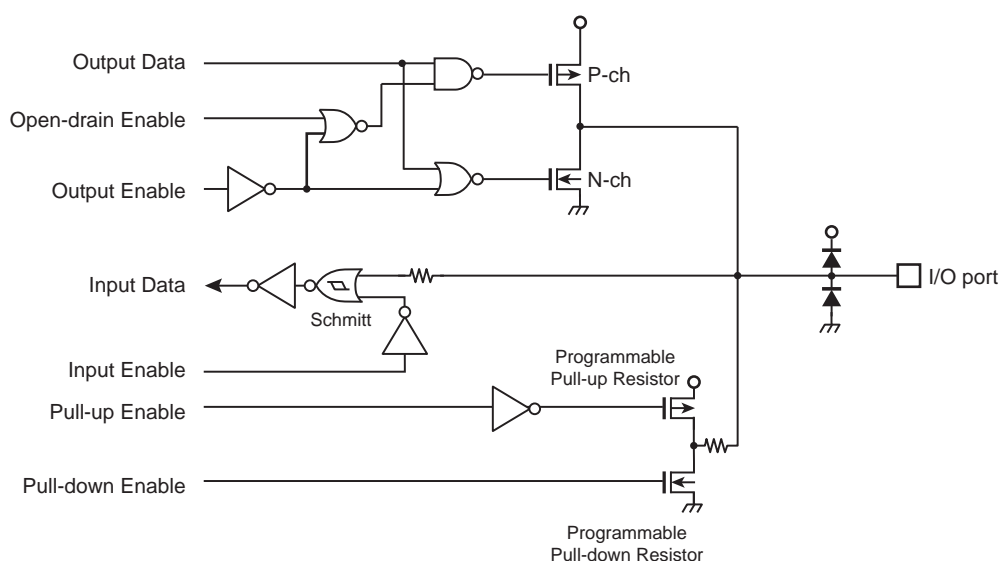 Output Data
P-ch
Open-drain Enable
Output Enable
N-ch
Input Data
Schmitt
I/O port
Input Enable
Programmable
Pull-up Resistor
Pull-up Enable
Pull-down Enable
Programmable
Pull-down Resistor